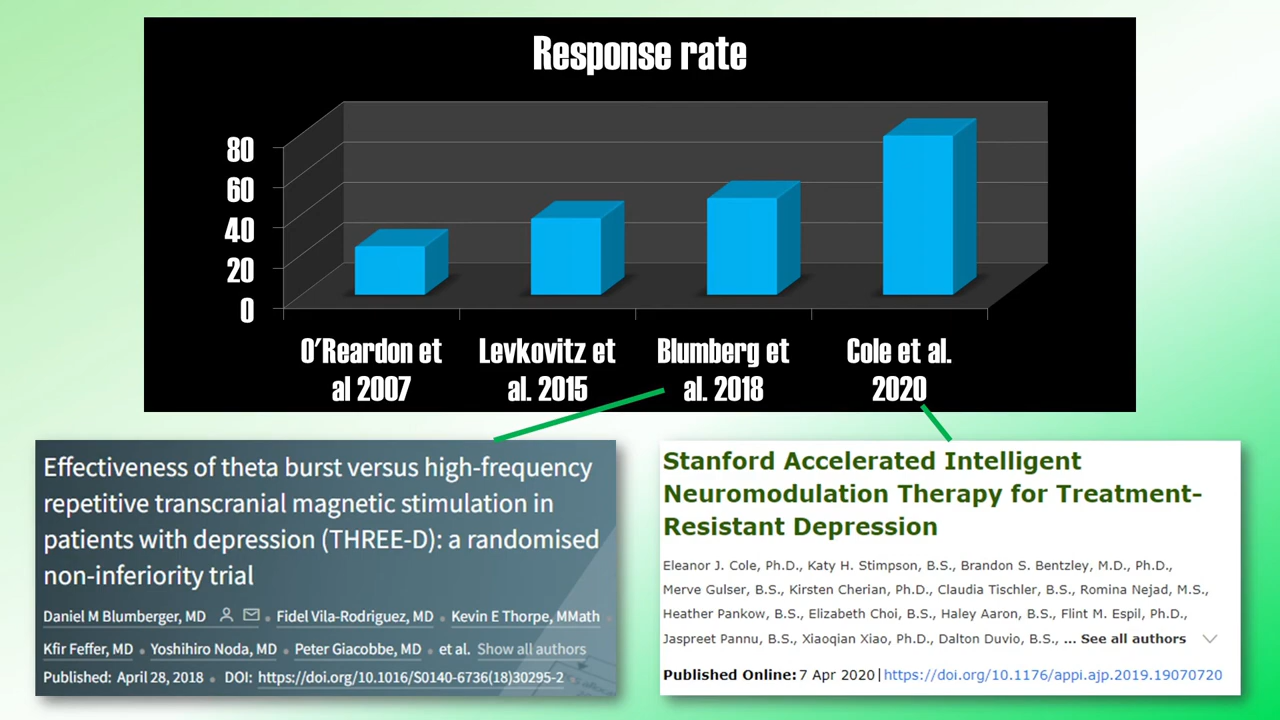 Response rate
80
60
40
20
0
O'Reardon et
al 2007
Levkovitz et
al. 2015
Blumberg et
al. 2018
Cole et al.
2020
Effectiveness of theta burst versus high-frequency
repetitive transcranial magnetic stimulation in
patients with depression (THREE-D): a randomised
non-inferiority trial
Daniel M Blumberger, MD • Fidel Vila-Rodriguez, MD • Kevin E Thorpe, MMath •
Kfir Feffer, MD • Yoshihiro Noda, MD • Peter Giacobbe, MD • et al. Show all authors
Published: April 28, 2018 • DOI: https://doi.org/10.1016/S0140-6736(18)30295-2 •
Stanford Accelerated Intelligent
Neuromodulation Therapy for Treatment-
Resistant Depression
Eleanor J. Cole, Ph.D., Katy H. Stimpson, B.S., Brandon S. Bentzley, M.D., Ph.D.,
Merve Gulser, B.S., Kirsten Cherian, Ph.D., Claudia Tischler, B.S., Romina Nejad, M.S.,
Heather Pankow, B.S., Elizabeth Choi, B.S., Haley Aaron, B.S., Flint M. Espil, Ph.D.,
Jaspreet Pannu, B.S., Xiaoqian Xiao, Ph.D., Dalton Duvio, B.S., ... See all authors
Published Online: 7 Apr 2020 | https://doi.org/10.1176/appi.ajp.2019.19070720